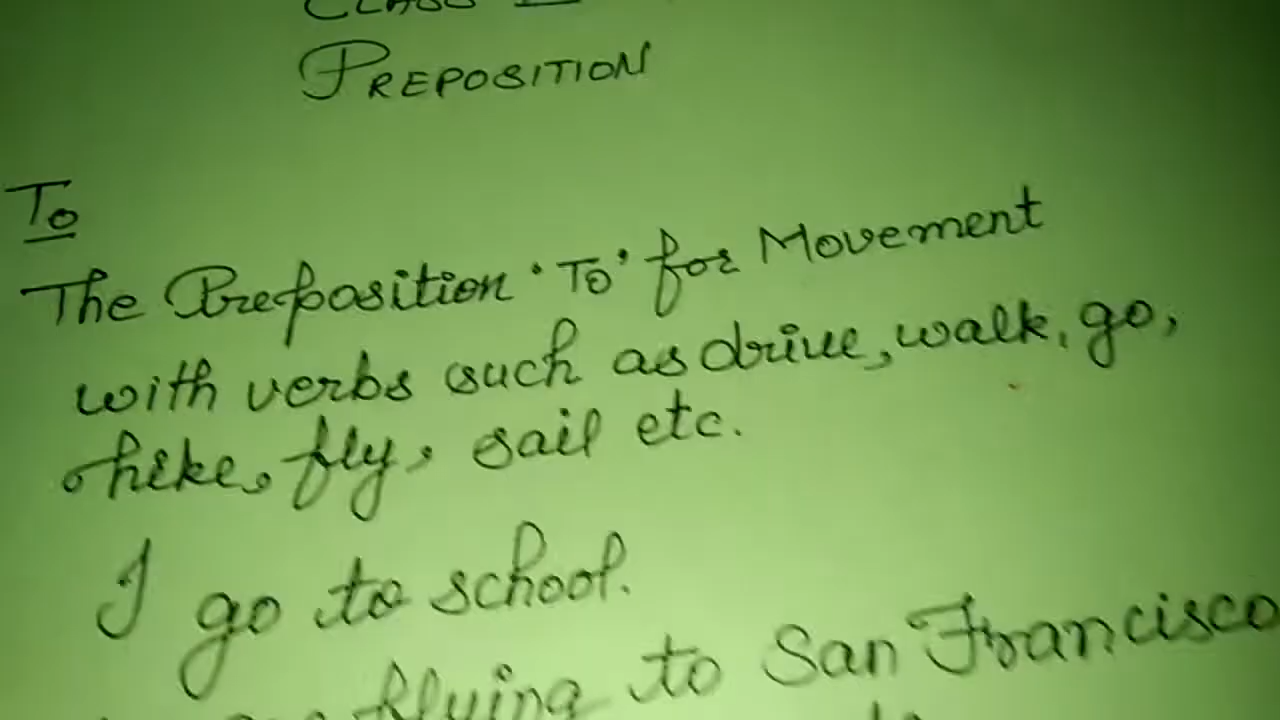 CLASS
PREPOSITION
To
The Preposition 'To' for Movement
with verbs such as drive, walk, go,
hike, fly, sail etc.
I go to school.
flying to San Francisco